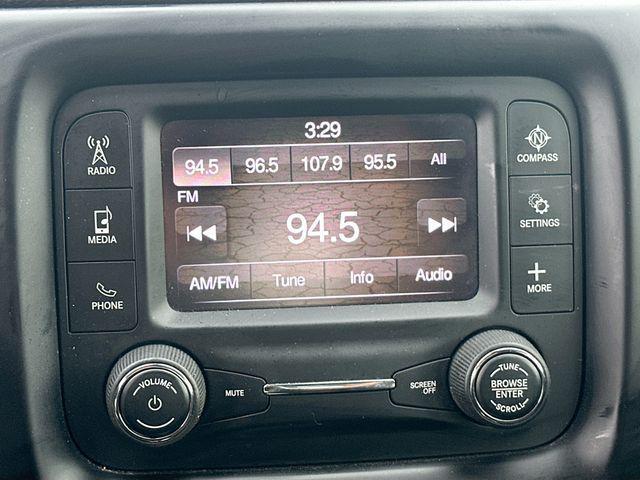 3:29
94.5 96.5 107.9 95.5 All
FM
94.5
AM/FM Tune Info Audio
RADIO
MEDIA
PHONE
N
COMPASS
SETTINGS
MORE
VOLUME
MUTE
SCREEN
OFF
TUNE
BROWSE
ENTER
SCROLL